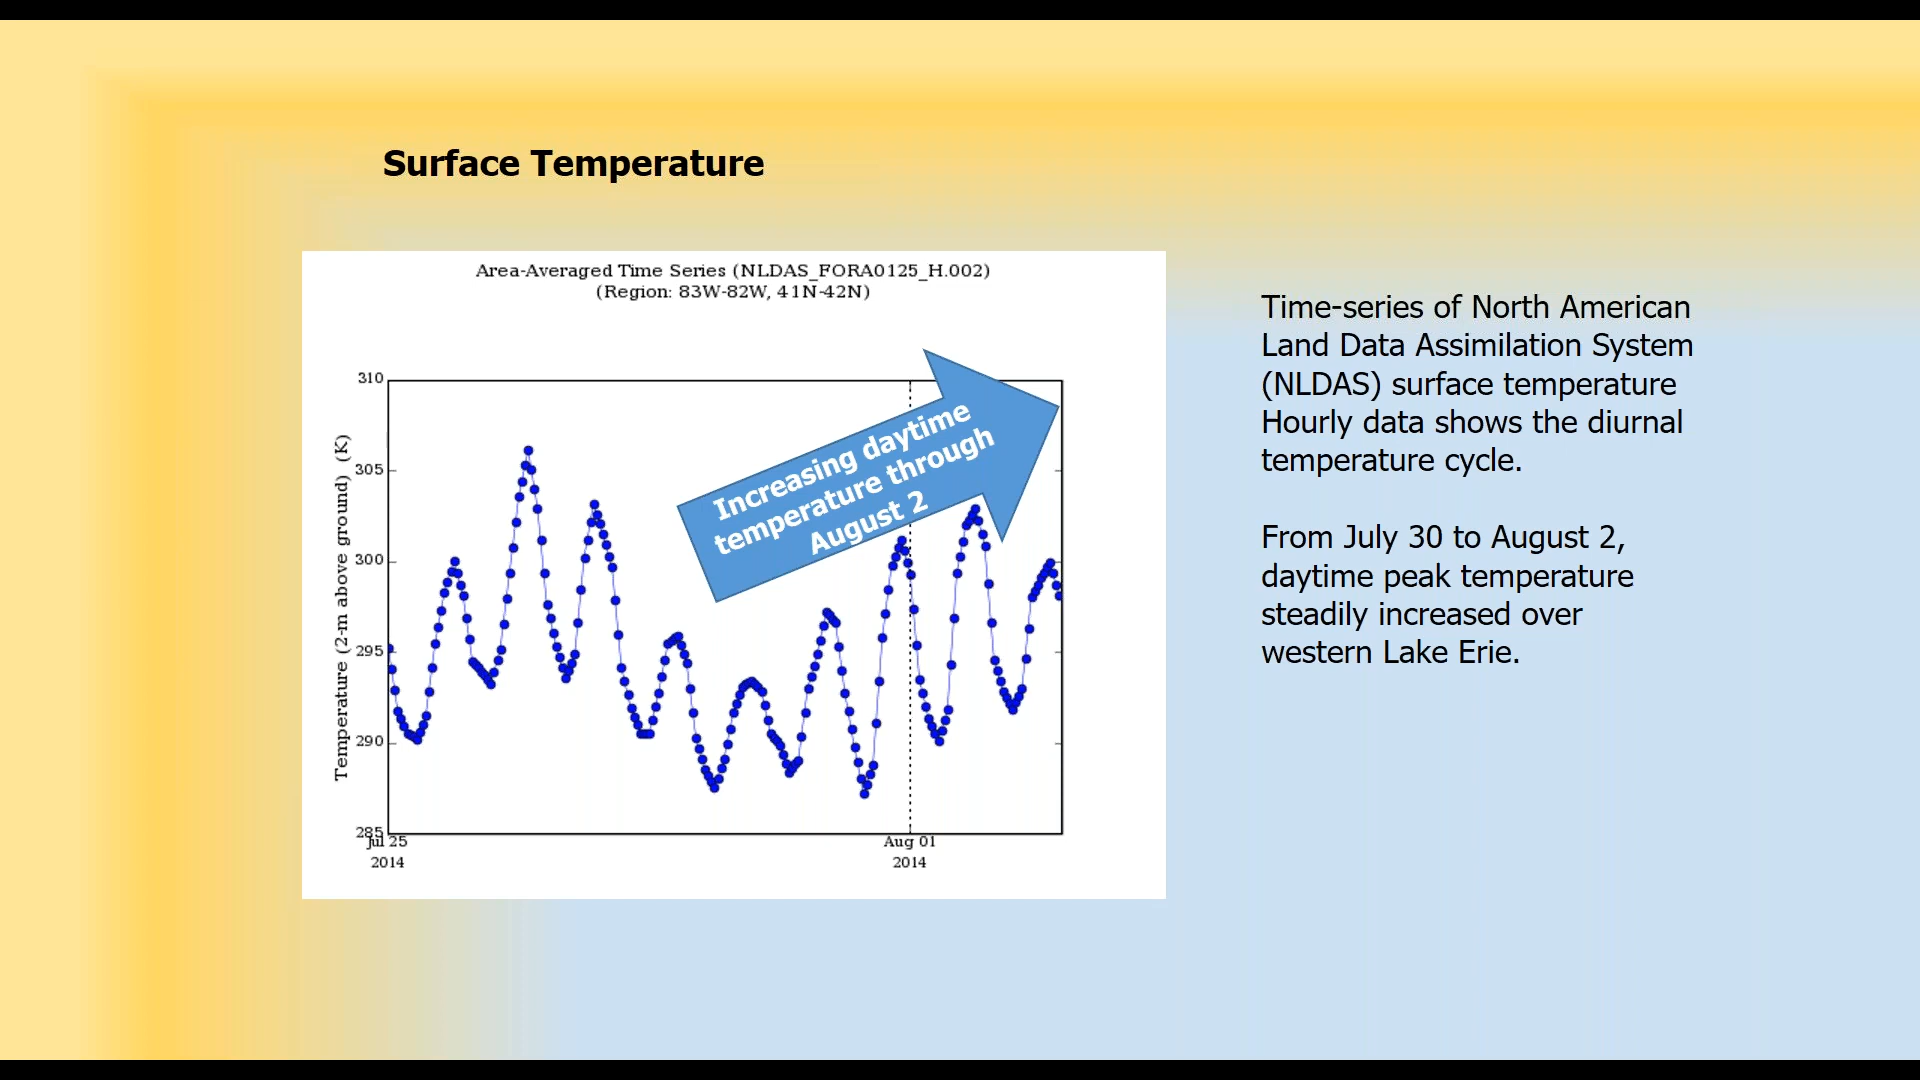 Surface Temperature
Area-Averaged Time Series (NLDAS_FORA0125_H.002)
(Region: 83W-82W, 41N-42N)
Temperature (2-m above ground) (K)
310
305
300
295
290
285
Jul 25
2014
Aug 01
2014
Increasing daytime
temperature through
August 2
Time-series of North American
Land Data Assimilation System
(NLDAS) surface temperature
Hourly data shows the diurnal
temperature cycle.
From July 30 to August 2,
daytime peak temperature
steadily increased over
western Lake Erie.